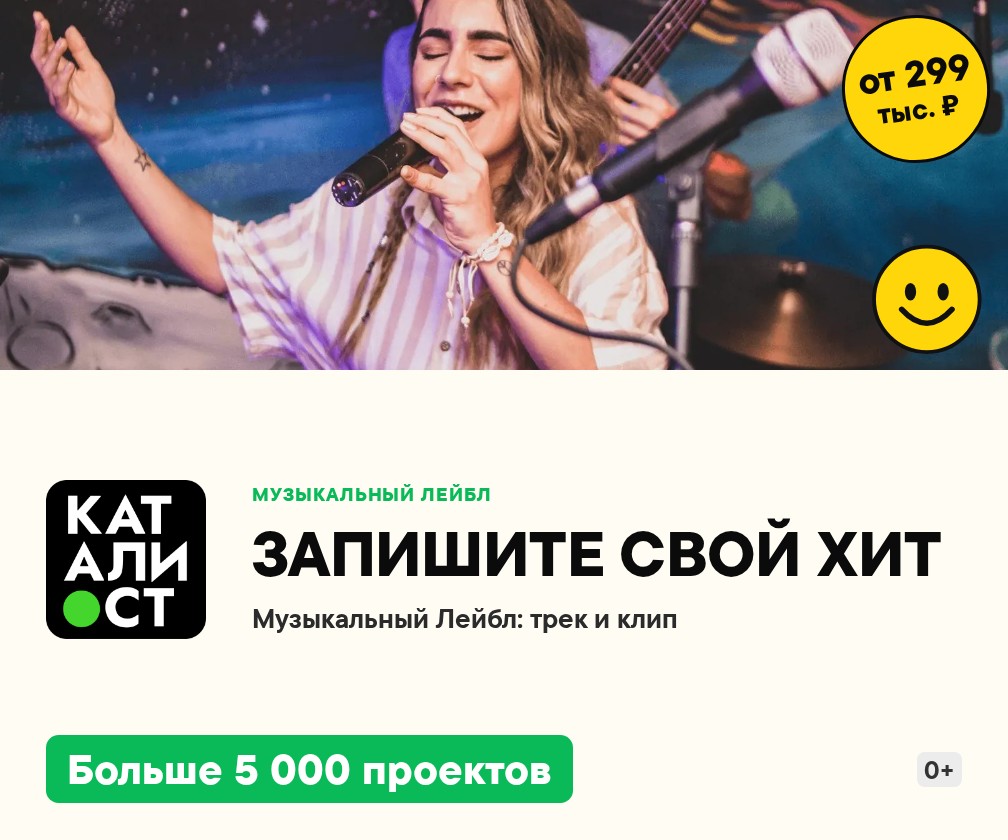 от 299
тыс. ₽
КАТ
АЛИ
СТ
МУЗЫКАЛЬНЫЙ ЛЕЙБЛ
ЗАПИШИТЕ СВОЙ ХИТ
Музыкальный Лейбл: трек и клип
Больше 5 000 проектов
0+